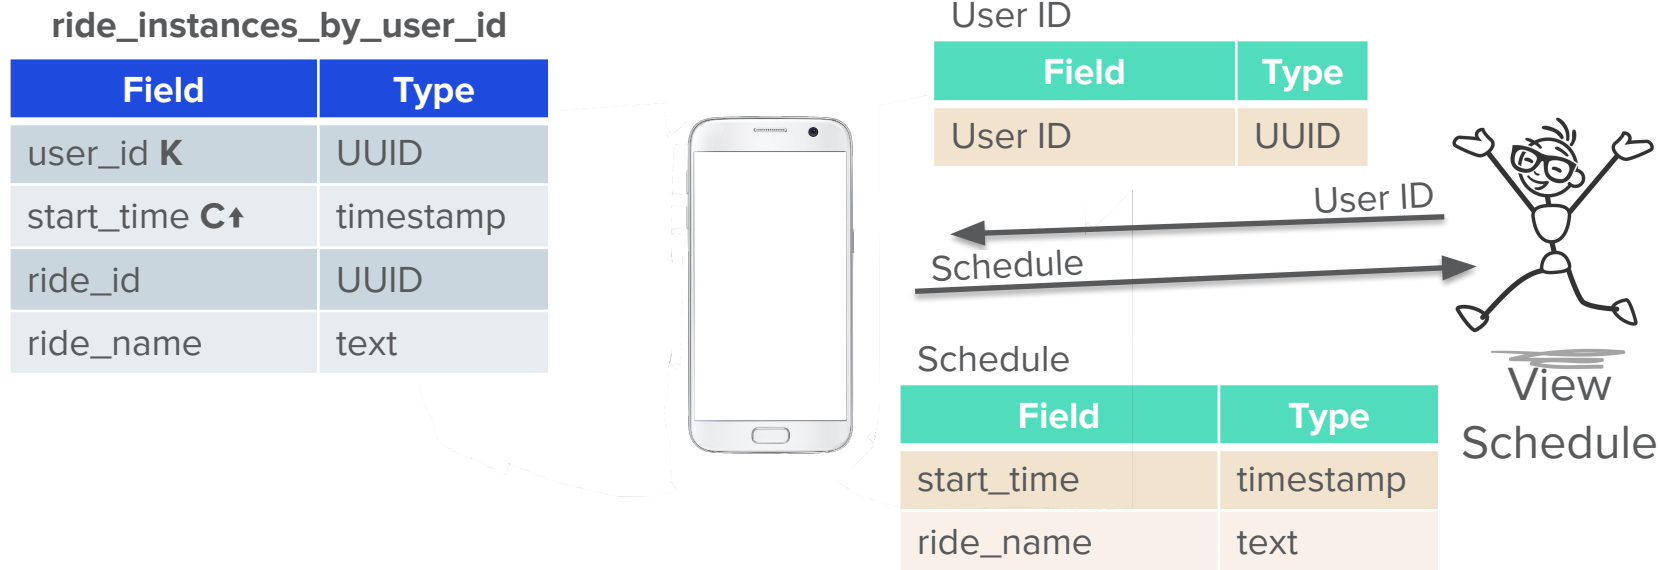 ride_instances_by_user_id
Field Type
user_id K UUID
start_time C↑ timestamp
ride_id UUID
ride_name text
User ID
Field Type
User ID UUID
User ID
Schedule
View
Schedule
Schedule
Field Type
start_time timestamp
ride_name text